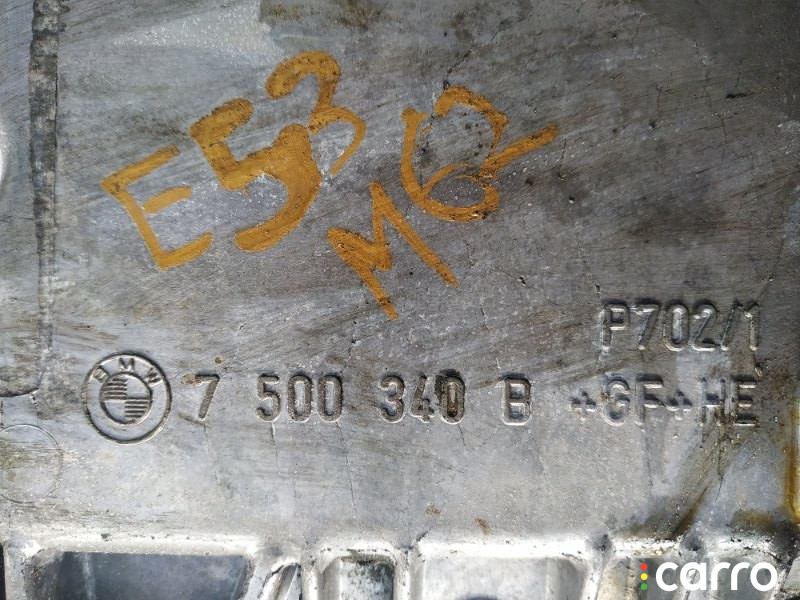 E53
M62
P702/1
BMW 7 500 340 B +GF+HE
carro